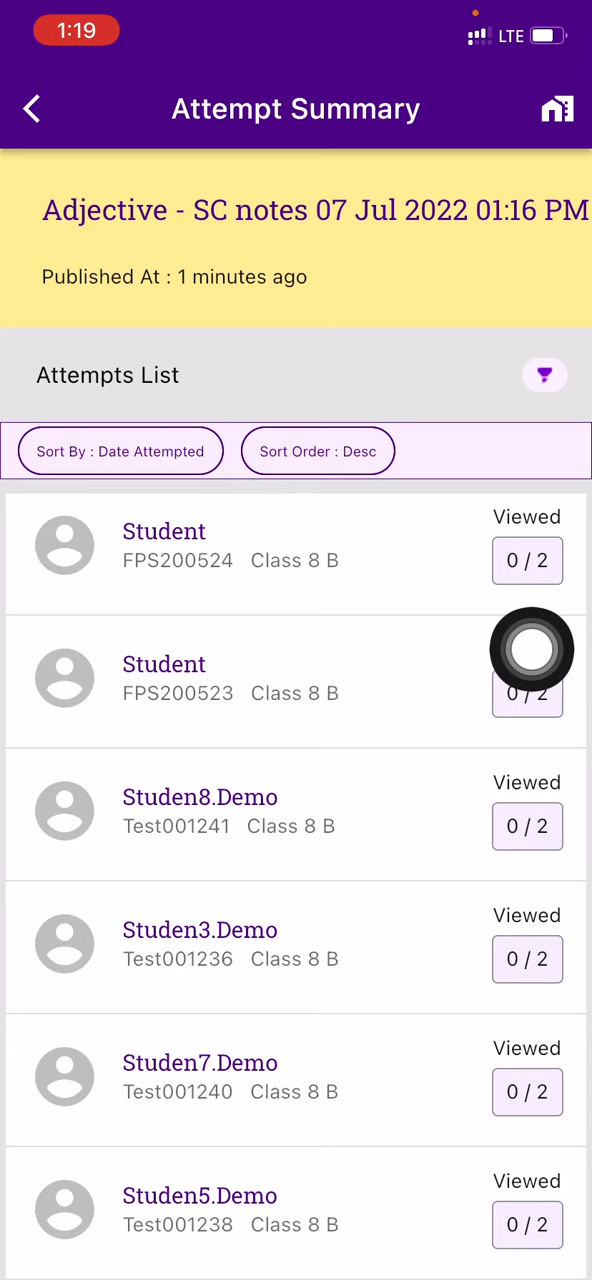 1:19
LTE
Attempt Summary
Adjective - SC notes 07 Jul 2022 01:16 PM
Published At : 1 minutes ago
Attempts List
Sort By : Date Attempted
Sort Order : Desc
Student
Viewed
FPS200524 Class 8 B
0 / 2
Student
FPS200523 Class 8 B
0 / 2
Studen8.Demo
Viewed
Test001241 Class 8 B
0 / 2
Studen3.Demo
Viewed
Test001236 Class 8 B
0 / 2
Studen7.Demo
Viewed
Test001240 Class 8 B
0 / 2
Studen5.Demo
Viewed
Test001238 Class 8 B
0 / 2